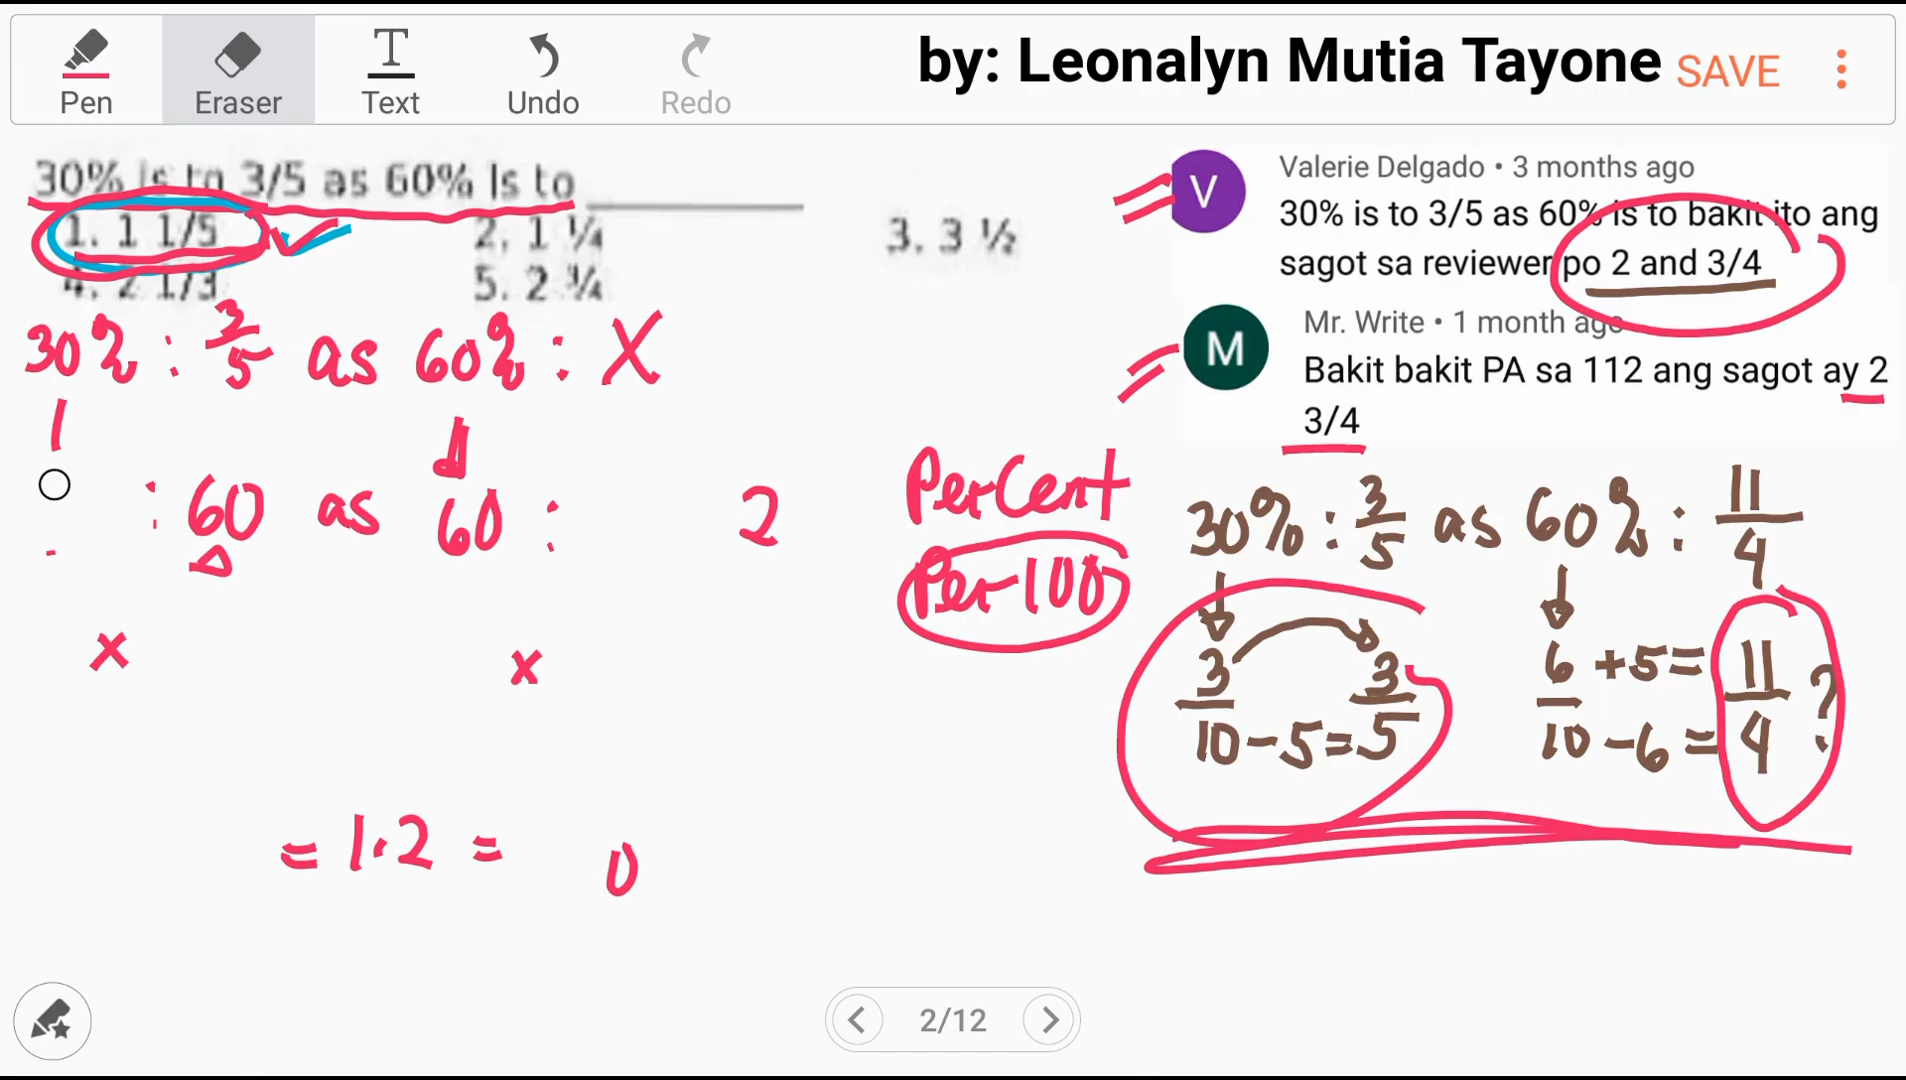 Pen
Eraser
Text
Undo
Redo
by: Leonalyn Mutia Tayone
SAVE
30% is to 3/5 as 60% Is to
1. 1 1/5
2, 1 ¼
3. 3 ½
4. 2 1/3
5. 2 ¾
30% : 3/5 as 60% : X
: 60 as 60 : 2
x x
= 1.2 = 0
V
Valerie Delgado • 3 months ago
30% is to 3/5 as 60% is to bakit ito ang
sagot sa reviewer po 2 and 3/4
M
Mr. Write • 1 month ago
Bakit bakit PA sa 112 ang sagot ay 2
3/4
PerCent
Per 100
30% : 3/5 as 60% : 11/4
3 3 6 +5= 11
10-5=5 10-6= 4 ?
2/12